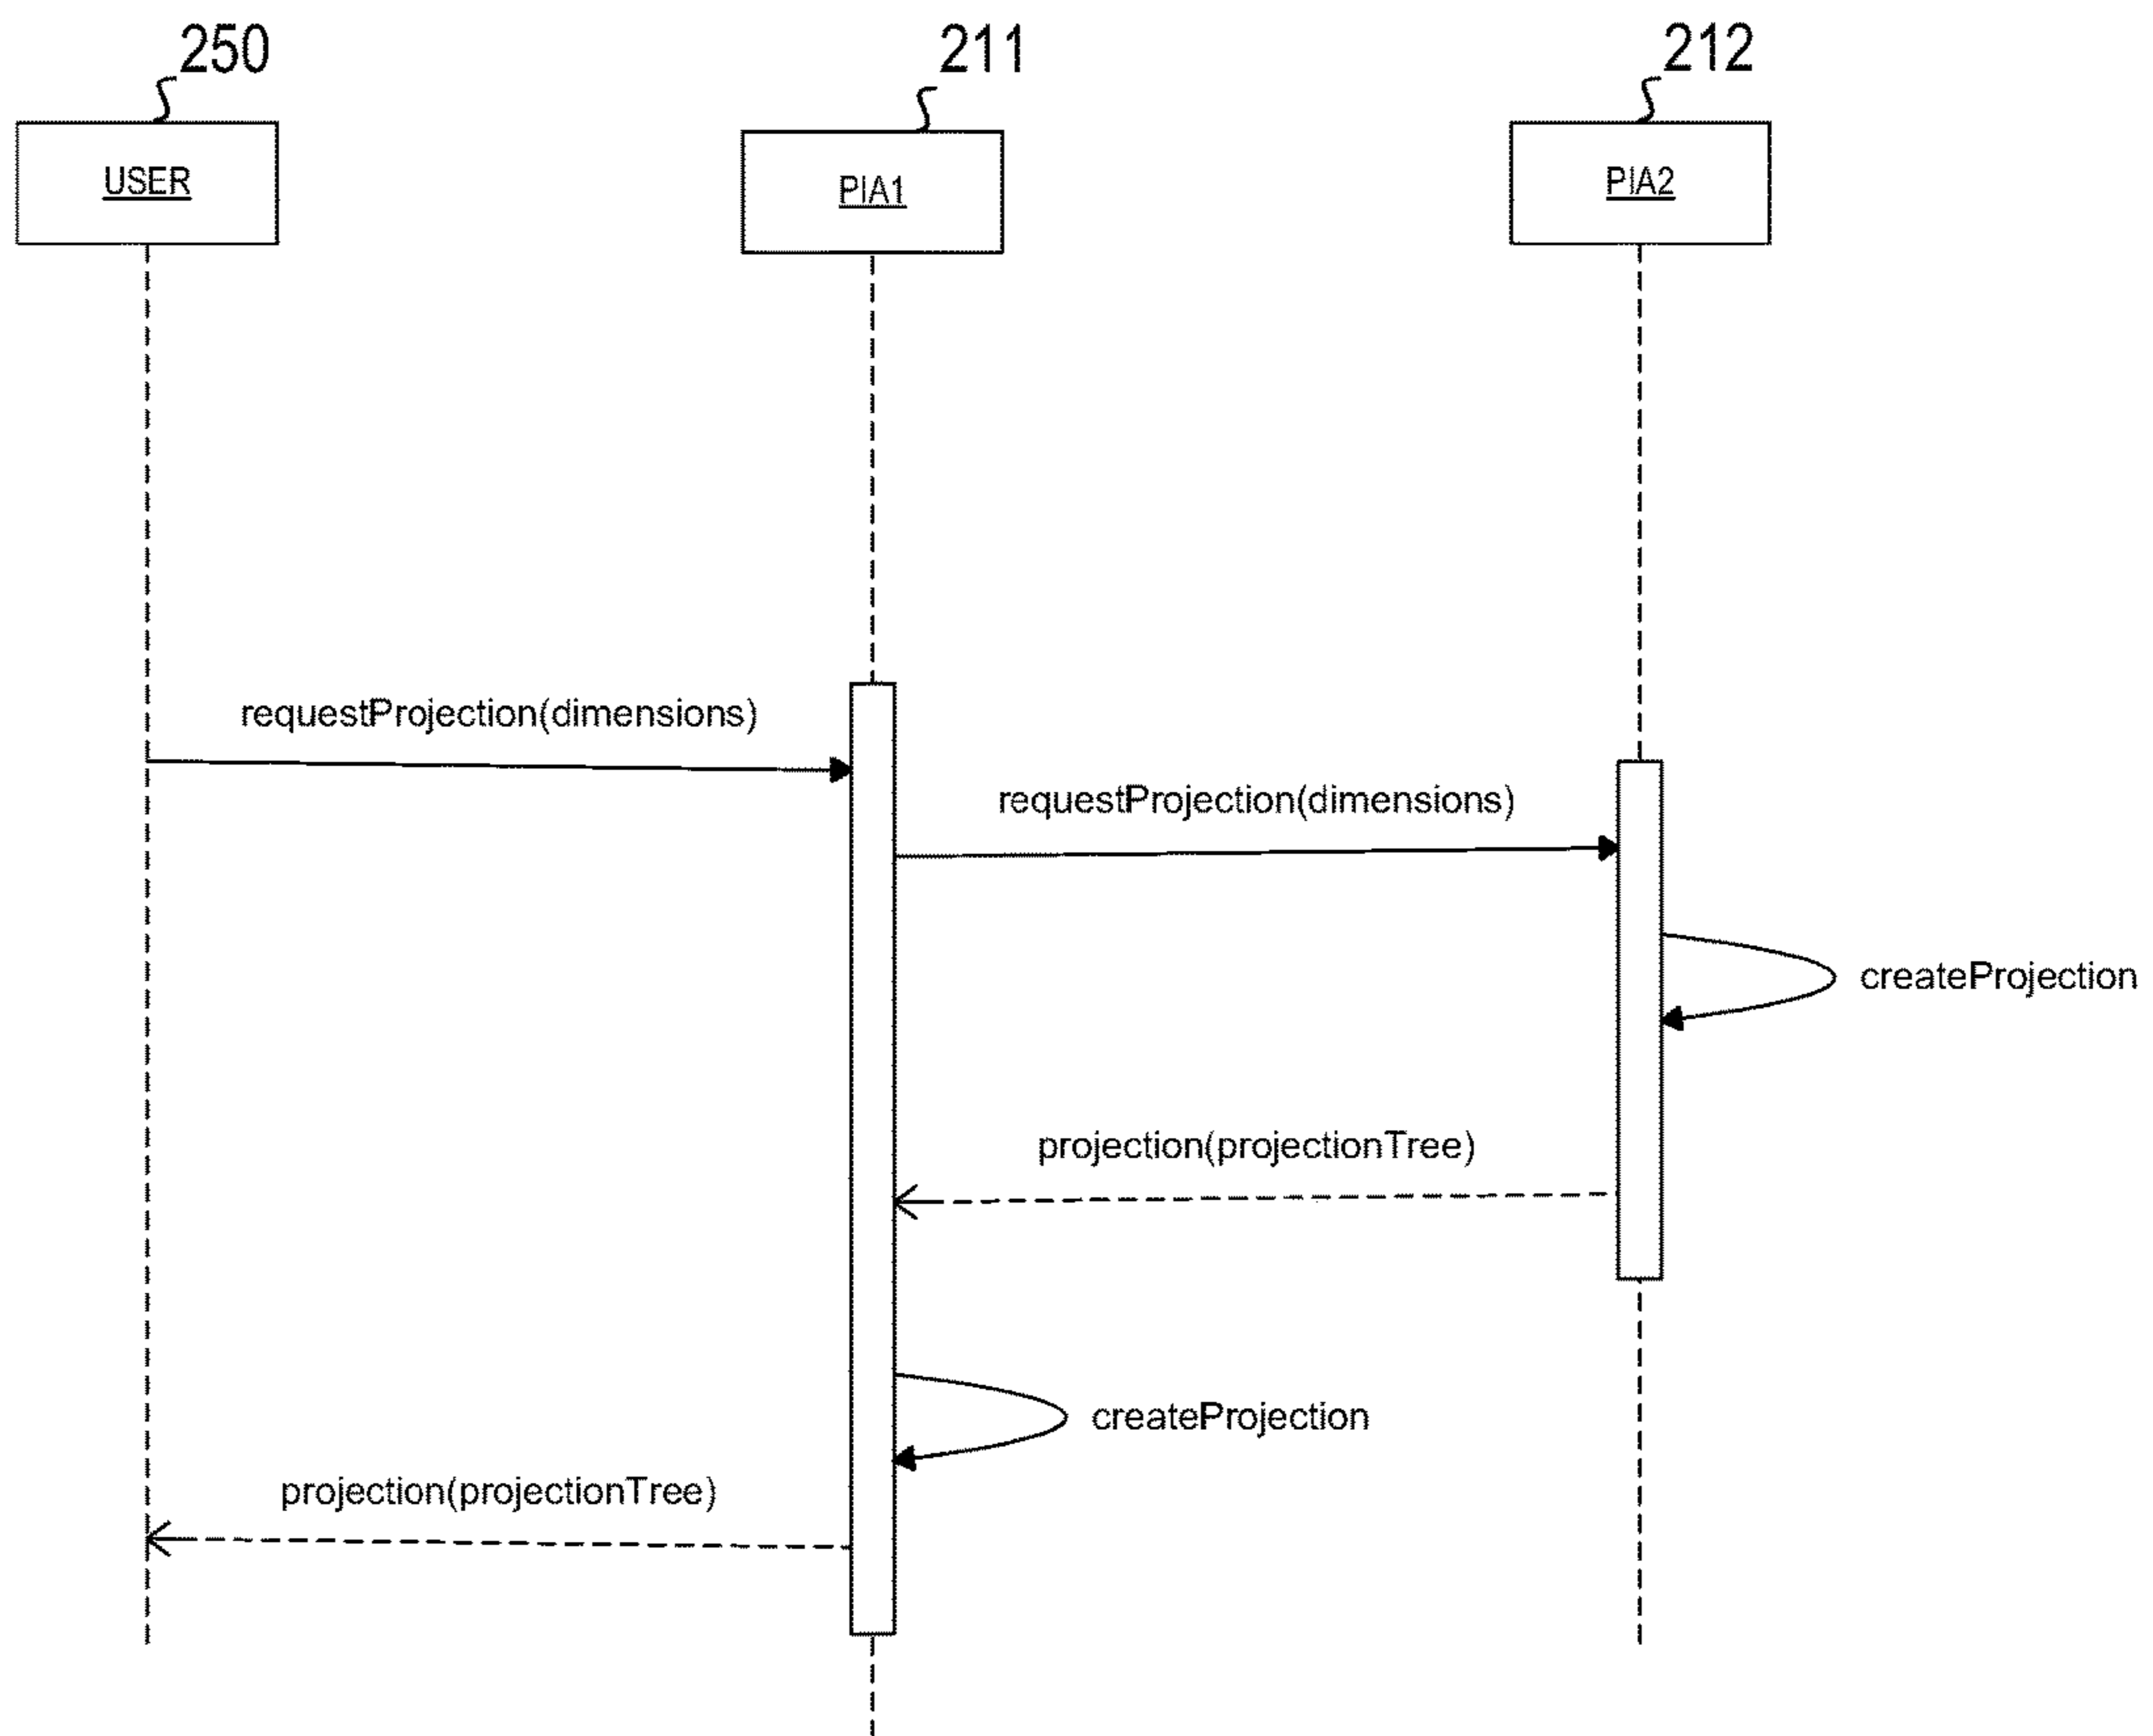 250
211
212
USER
PIA1
PIA2
requestProjection(dimensions)
requestProjection(dimensions)
createProjection
projection(projectionTree)
createProjection
projection(projectionTree)